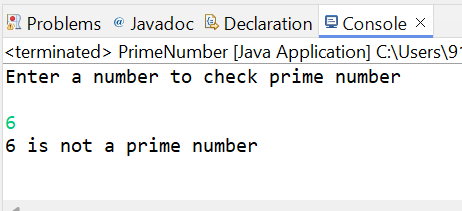 Problems @ Javadoc Declaration Console
<terminated> PrimeNumber [Java Application] C:\Users\9
Enter a number to check prime number
6
6 is not a prime number